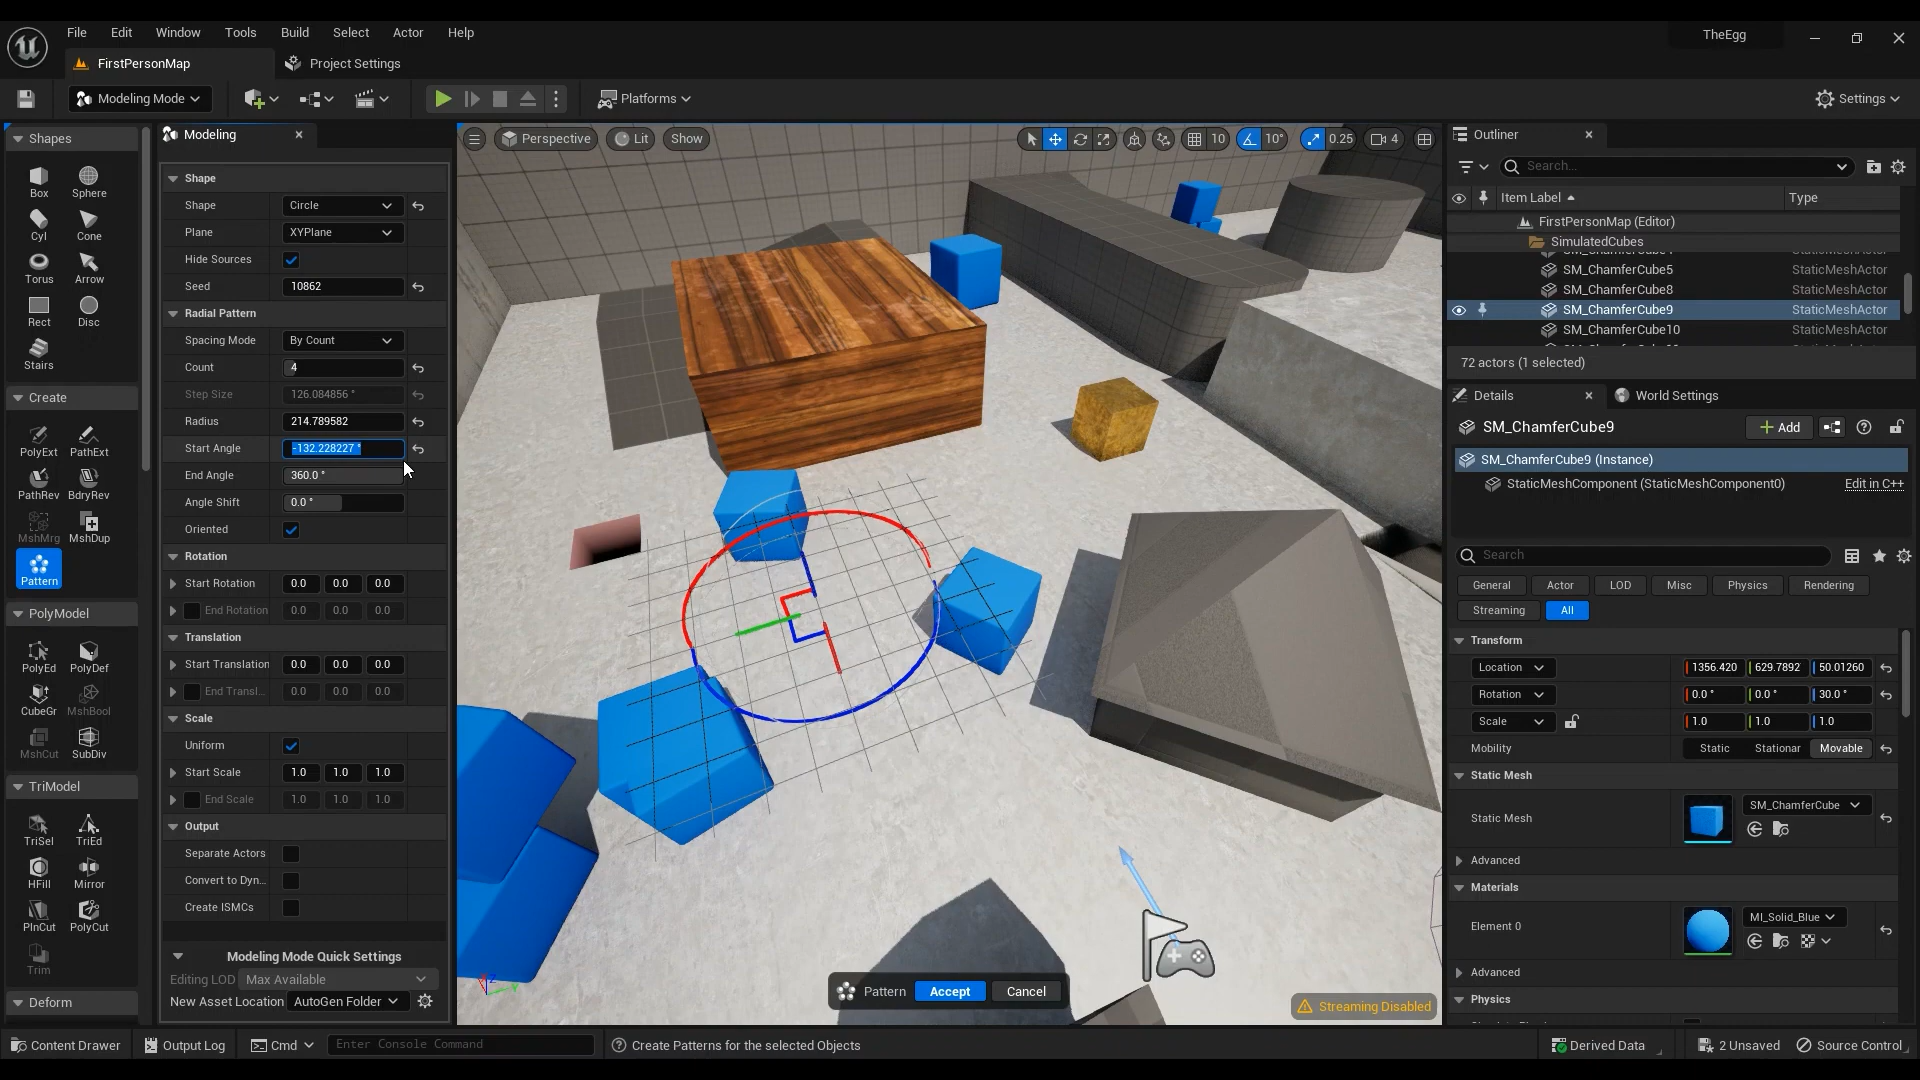 File Edit Window Tools Build Select Actor Help
TheEgg
FirstPersonMap
Project Settings
Modeling Mode
Platforms
Settings
Shapes
Box Sphere
Cyl Cone
Torus Arrow
Rect Disc
Stairs
Create
PolyExt PathExt
PathRev BdryRev
MshMrg MshDup
Pattern
PolyModel
PolyEd PolyDef
CubeGr MshBool
MshCut SubDiv
TriModel
TriSel TriEd
HFill Mirror
PlnCut PolyCut
Trim
Deform
Modeling
Shape
Shape Circle
Plane XYPlane
Hide Sources
Seed 10862
Radial Pattern
Spacing Mode By Count
Count 4
Step Size 126.084856 °
Radius 214.789582
Start Angle -132.228227 °
End Angle 360.0 °
Angle Shift 0.0 °
Oriented
Rotation
Start Rotation 0.0 0.0 0.0
End Rotation 0.0 0.0 0.0
Translation
Start Translation 0.0 0.0 0.0
End Transl... 0.0 0.0 0.0
Scale
Uniform
Start Scale 1.0 1.0 1.0
End Scale 1.0 1.0 1.0
Output
Separate Actors
Convert to Dyn...
Create ISMCs
Modeling Mode Quick Settings
Editing LOD Max Available
New Asset Location AutoGen Folder
Perspective Lit Show
10 10° 0.25 4
Pattern Accept Cancel
Streaming Disabled
Outliner
Search...
Item Label Type
FirstPersonMap (Editor)
SimulatedCubes
SM_ChamferCube5 StaticMeshActor
SM_ChamferCube8 StaticMeshActor
SM_ChamferCube9 StaticMeshActor
SM_ChamferCube10 StaticMeshActor
72 actors (1 selected)
Details
World Settings
SM_ChamferCube9
Add
SM_ChamferCube9 (Instance)
StaticMeshComponent (StaticMeshComponent0) Edit in C++
Search
General Actor LOD Misc Physics Rendering
Streaming All
Transform
Location 1356.420 629.7892 50.01260
Rotation 0.0 ° 0.0 ° 30.0 °
Scale 1.0 1.0 1.0
Mobility Static Stationar Movable
Static Mesh
Static Mesh SM_ChamferCube
Advanced
Materials
Element 0 MI_Solid_Blue
Advanced
Physics
Content Drawer
Output Log
Cmd
Enter Console Command
Create Patterns for the selected Objects
Derived Data
2 Unsaved
Source Control